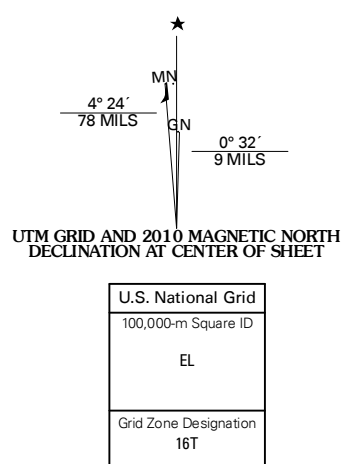 ★
MN
4° 24´
78 MILS
GN
0° 32´
9 MILS
UTM GRID AND 2010 MAGNETIC NORTH
DECLINATION AT CENTER OF SHEET
U.S. National Grid
100,000-m Square ID
EL
Grid Zone Designation
16T